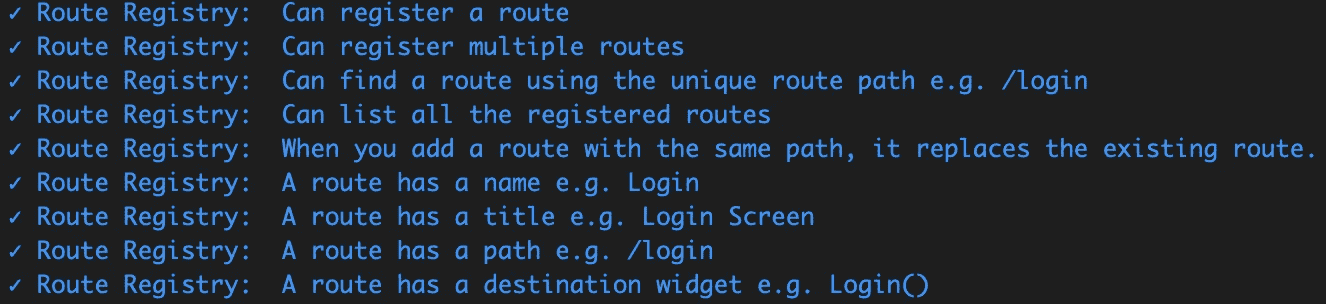 ✓ Route Registry:  Can register a route
✓ Route Registry:  Can register multiple routes
✓ Route Registry:  Can find a route using the unique route path e.g. /login
✓ Route Registry:  Can list all the registered routes
✓ Route Registry:  When you add a route with the same path, it replaces the existing route.
✓ Route Registry:  A route has a name e.g. Login
✓ Route Registry:  A route has a title e.g. Login Screen
✓ Route Registry:  A route has a path e.g. /login
✓ Route Registry:  A route has a destination widget e.g. Login()